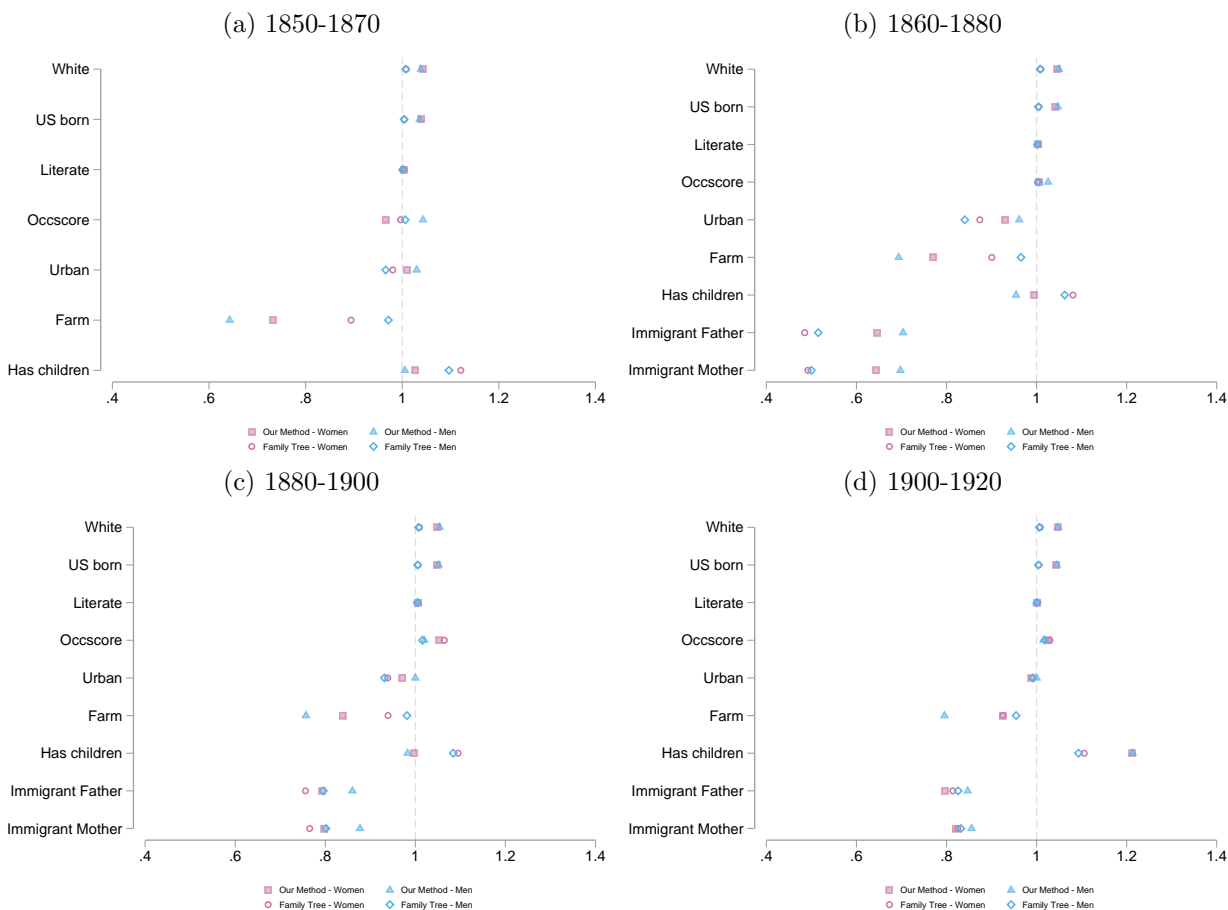 (a) 1850-1870
White
US born
Literate
Occscore
Urban
Farm
Has children
.4 .6 .8 1 1.2 1.4
Our Method - Women Our Method - Men
Family Tree - Women Family Tree - Men
(b) 1860-1880
White
US born
Literate
Occscore
Urban
Farm
Has children
Immigrant Father
Immigrant Mother
.4 .6 .8 1 1.2 1.4
Our Method - Women Our Method - Men
Family Tree - Women Family Tree - Men
(c) 1880-1900
White
US born
Literate
Occscore
Urban
Farm
Has children
Immigrant Father
Immigrant Mother
.4 .6 .8 1 1.2 1.4
Our Method - Women Our Method - Men
Family Tree - Women Family Tree - Men
(d) 1900-1920
White
US born
Literate
Occscore
Urban
Farm
Has children
Immigrant Father
Immigrant Mother
.4 .6 .8 1 1.2 1.4
Our Method - Women Our Method - Men
Family Tree - Women Family Tree - Men